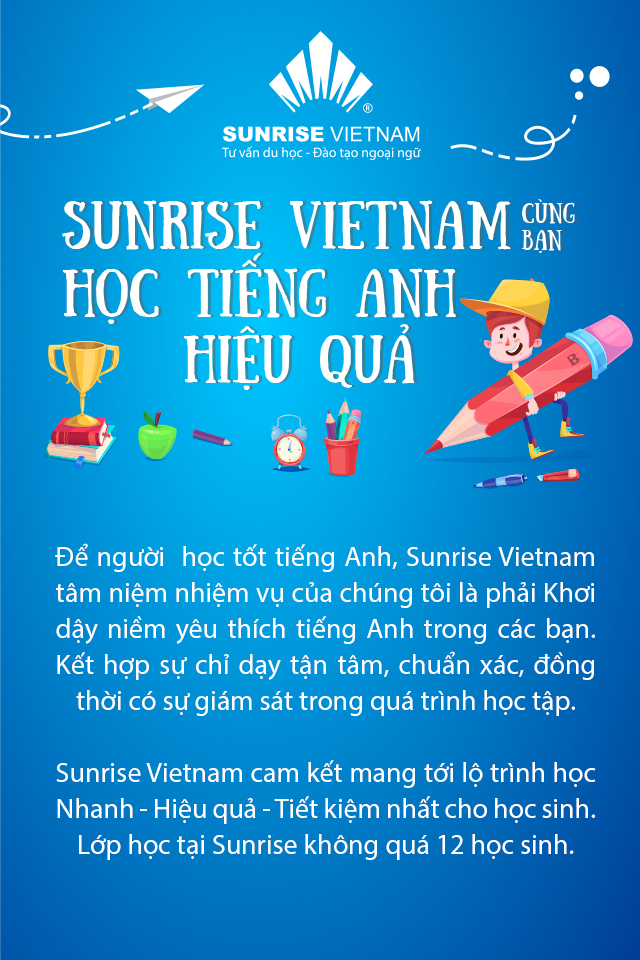 ®
SUNRISE VIETNAM
Tư vấn du học - Đào tạo ngoại ngữ
SUNRISE VIETNAM CÙNG BẠN
HỌC TIẾNG ANH
HIỆU QUẢ
B
Để người học tốt tiếng Anh, Sunrise Vietnam
tâm niệm nhiệm vụ của chúng tôi là phải Khơi
dậy niềm yêu thích tiếng Anh trong các bạn.
Kết hợp sự chỉ dạy tận tâm, chuẩn xác, đồng
thời có sự giám sát trong quá trình học tập.
Sunrise Vietnam cam kết mang tới lộ trình học
Nhanh - Hiệu quả - Tiết kiệm nhất cho học sinh.
Lớp học tại Sunrise không quá 12 học sinh.